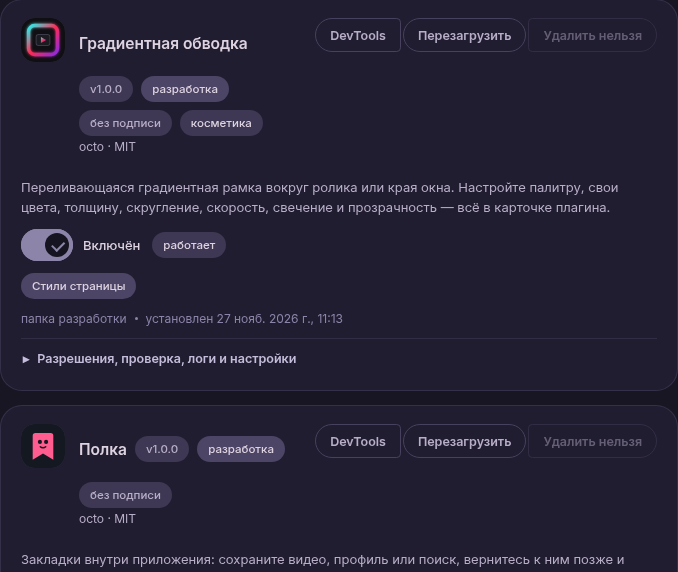 Градиентная обводка
DevTools
Перезагрузить
Удалить нельзя
v1.0.0
разработка
без подписи
косметика
octo · MIT
Переливающаяся градиентная рамка вокруг ролика или края окна. Настройте палитру, свои
цвета, толщину, скругление, скорость, свечение и прозрачность — всё в карточке плагина.
Включён
работает
Стили страницы
папка разработки • установлен 27 нояб. 2026 г., 11:13
► Разрешения, проверка, логи и настройки
Полка
v1.0.0
разработка
DevTools
Перезагрузить
Удалить нельзя
без подписи
octo · MIT
Закладки внутри приложения: сохраните видео, профиль или поиск, вернитесь к ним позже и